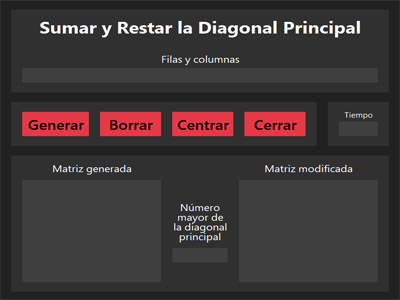 Sumar y Restar la Diagonal Principal
Filas y columnas
Generar Borrar Centrar Cerrar
Tiempo
Matriz generada
Matriz modificada
Número
mayor de
la diagonal
principal